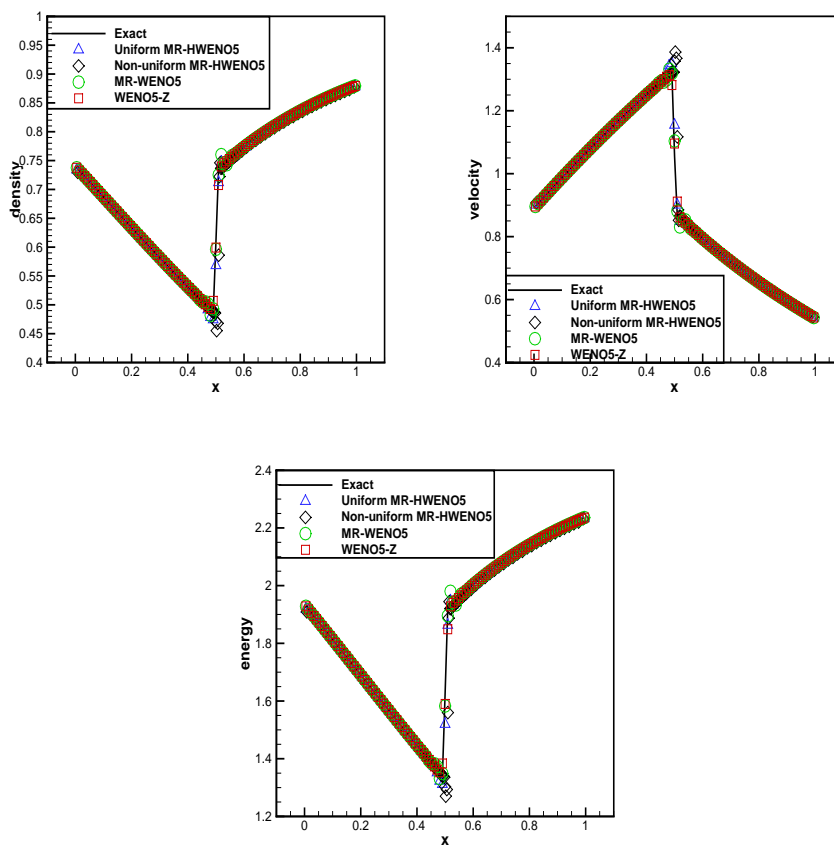 Exact
Uniform MR-HWENO5
Non-uniform MR-HWENO5
MR-WENO5
WENO5-Z
density
1
0.95
0.9
0.85
0.8
0.75
0.7
0.65
0.6
0.55
0.5
0.45
0.4
0 0.2 0.4 0.6 0.8 1
x
velocity
1.4
1.2
1
0.8
0.6
0.4
Exact
Uniform MR-HWENO5
Non-uniform MR-HWENO5
MR-WENO5
WENO5-Z
0 0.2 0.4 0.6 0.8 1
x
Exact
Uniform MR-HWENO5
Non-uniform MR-HWENO5
MR-WENO5
WENO5-Z
energy
2.4
2.2
2
1.8
1.6
1.4
1.2
0 0.2 0.4 0.6 0.8 1
x